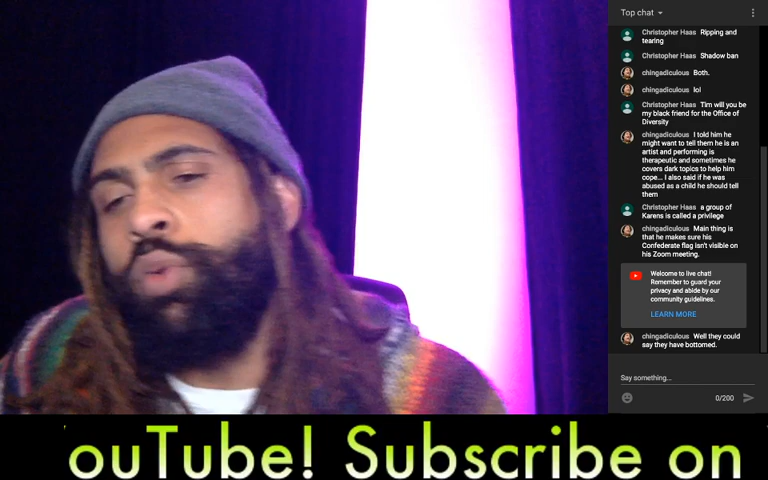 Top chat
Christopher Haas Ripping and
tearing
Christopher Haas Shadow ban
chingadiculous Both.
chingadiculous lol
Christopher Haas Tim will you be
my black friend for the Office of
Diversity
chingadiculous I told him he
might want to tell them he is an
artist and performing is
therapeutic and sometimes he
covers dark topics to help him
cope... I also said if he was
abused as a child he should tell
them
Christopher Haas a group of
Karens is called a privilege
chingadiculous Main thing is
that he makes sure his
Confederate flag isn't visible on
his Zoom meeting.
Welcome to live chat!
Remember to guard your
privacy and abide by our
community guidelines.
LEARN MORE
chingadiculous Well they could
say they have bottomed.
Say something...
0/200
ouTube! Subscribe on